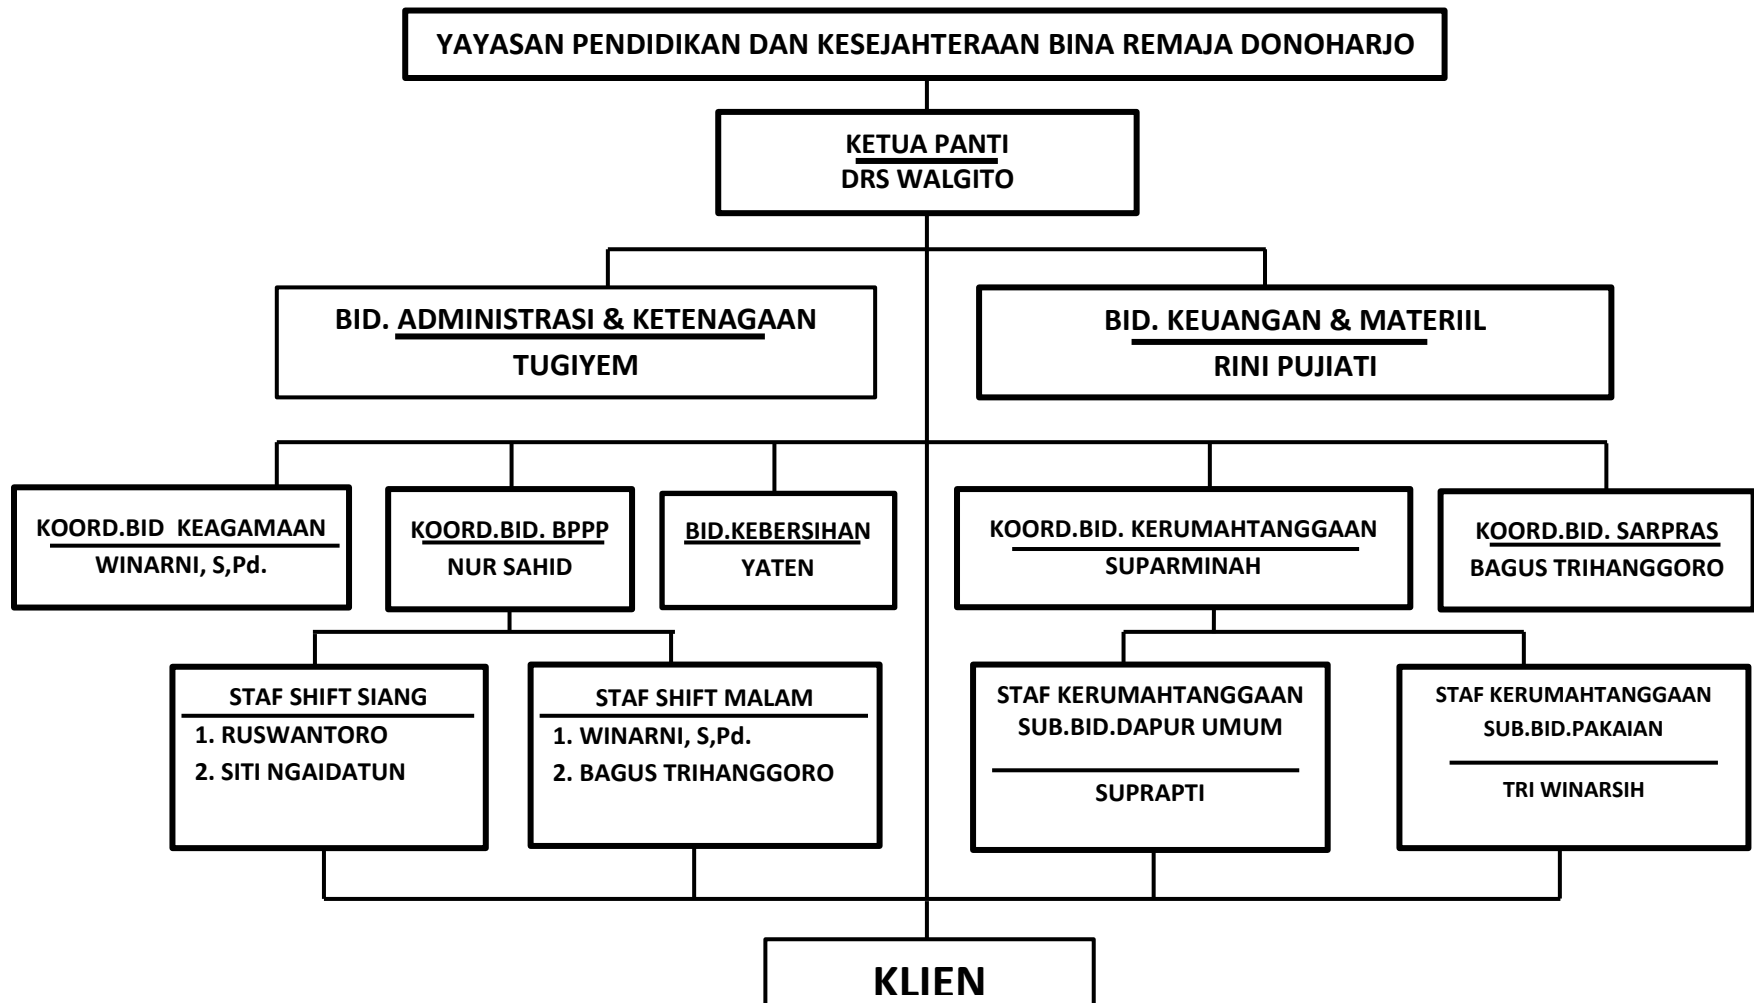 YAYASAN PENDIDIKAN DAN KESEJAHTERAAN BINA REMAJA DONOHARJO
KETUA PANTI
DRS WALGITO
BID. ADMINISTRASI & KETENAGAAN
TUGIYEM
BID. KEUANGAN & MATERIIL
RINI PUJIATI
KOORD.BID KEAGAMAAN
WINARNI, S,Pd.
KOORD.BID. BPPP
NUR SAHID
BID.KEBERSIHAN
YATEN
KOORD.BID. KERUMAHTANGGAAN
SUPARMINAH
KOORD.BID. SARPRAS
BAGUS TRIHANGGORO
STAF SHIFT SIANG
1. RUSWANTORO
2. SITI NGAIDATUN
STAF SHIFT MALAM
1. WINARNI, S,Pd.
2. BAGUS TRIHANGGORO
STAF KERUMAHTANGGAAN
SUB.BID.DAPUR UMUM
SUPRAPTI
STAF KERUMAHTANGGAAN
SUB.BID.PAKAIAN
TRI WINARSIH
KLIEN